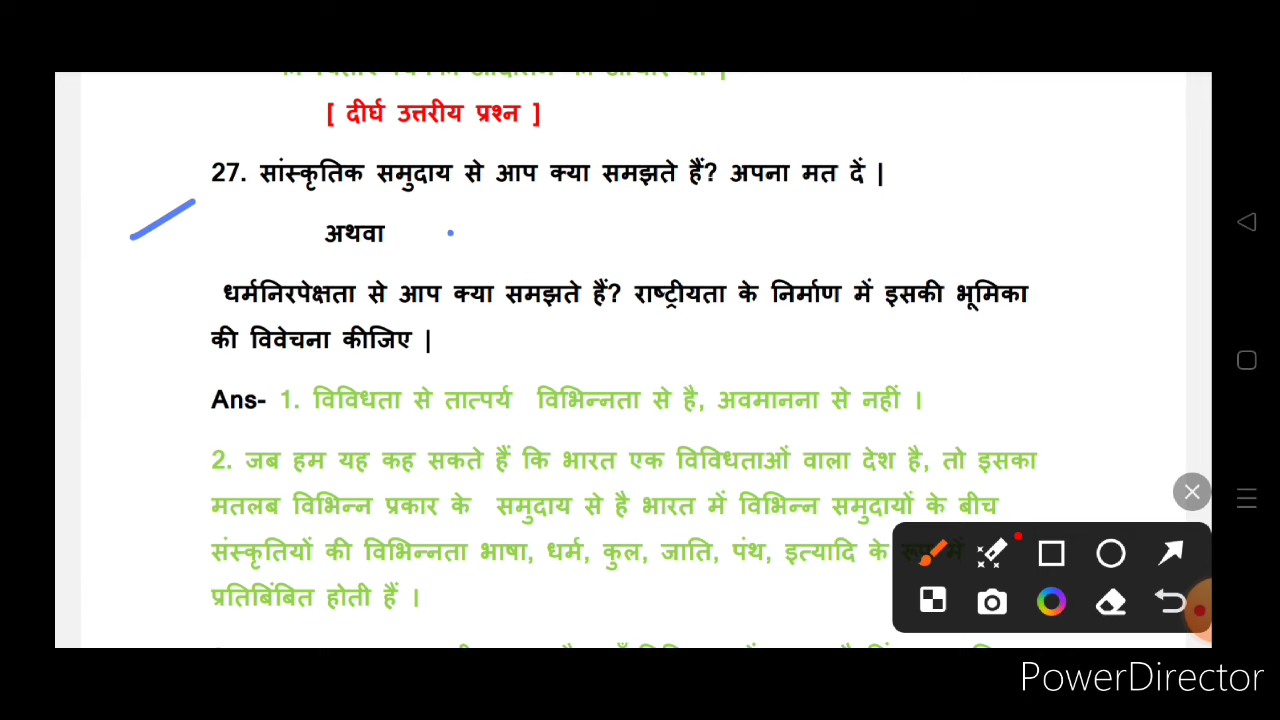 [ दीर्घ उत्तरीय प्रश्न ]
27. सांस्कृतिक समुदाय से आप क्या समझते हैं? अपना मत दें |
अथवा
धर्मनिरपेक्षता से आप क्या समझते हैं? राष्ट्रीयता के निर्माण में इसकी भूमिका
की विवेचना कीजिए |
Ans- 1. विविधता से तात्पर्य विभिन्नता से है, अवमानना से नहीं ।
2. जब हम यह कह सकते हैं कि भारत एक विविधताओं वाला देश है, तो इसका
मतलब विभिन्न प्रकार के समुदाय से है भारत में विभिन्न समुदायों के बीच
संस्कृतियों की विभिन्नता भाषा, धर्म, कुल, जाति, पंथ, इत्यादि के रूप में
प्रतिबिंबित होती हैं ।
PowerDirector